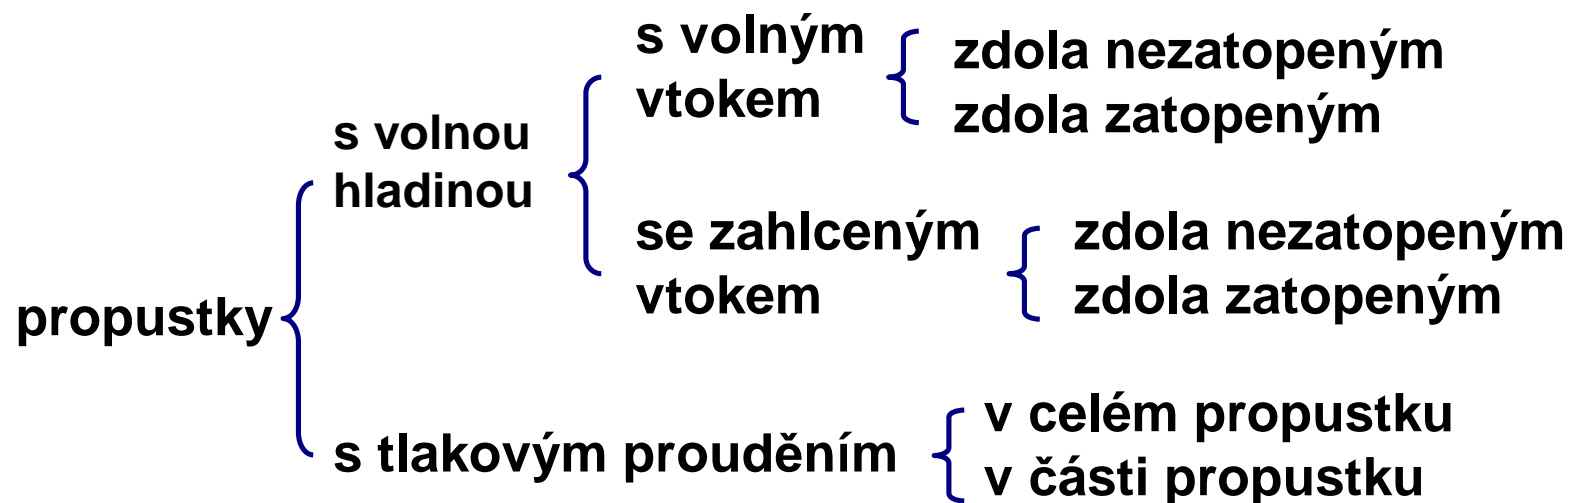 s volným
vtokem
zdola nezatopeným
zdola zatopeným
s volnou
hladinou
se zahlceným
vtokem
zdola nezatopeným
zdola zatopeným
propustky
s tlakovým prouděním
v celém propustku
v části propustku